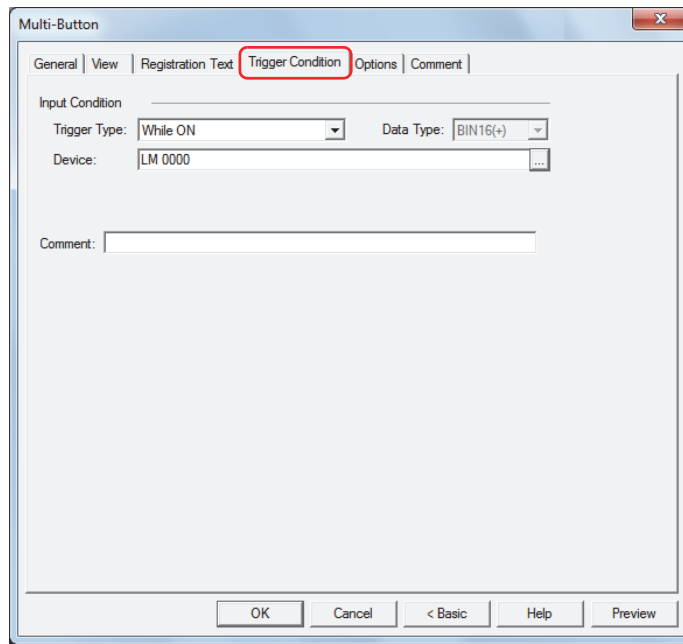 Multi-Button
General View Registration Text Trigger Condition Options Comment
Input Condition
Trigger Type: While ON Data Type: BIN16(+)
Device: LM 0000 ...
Comment:
OK Cancel < Basic Help Preview